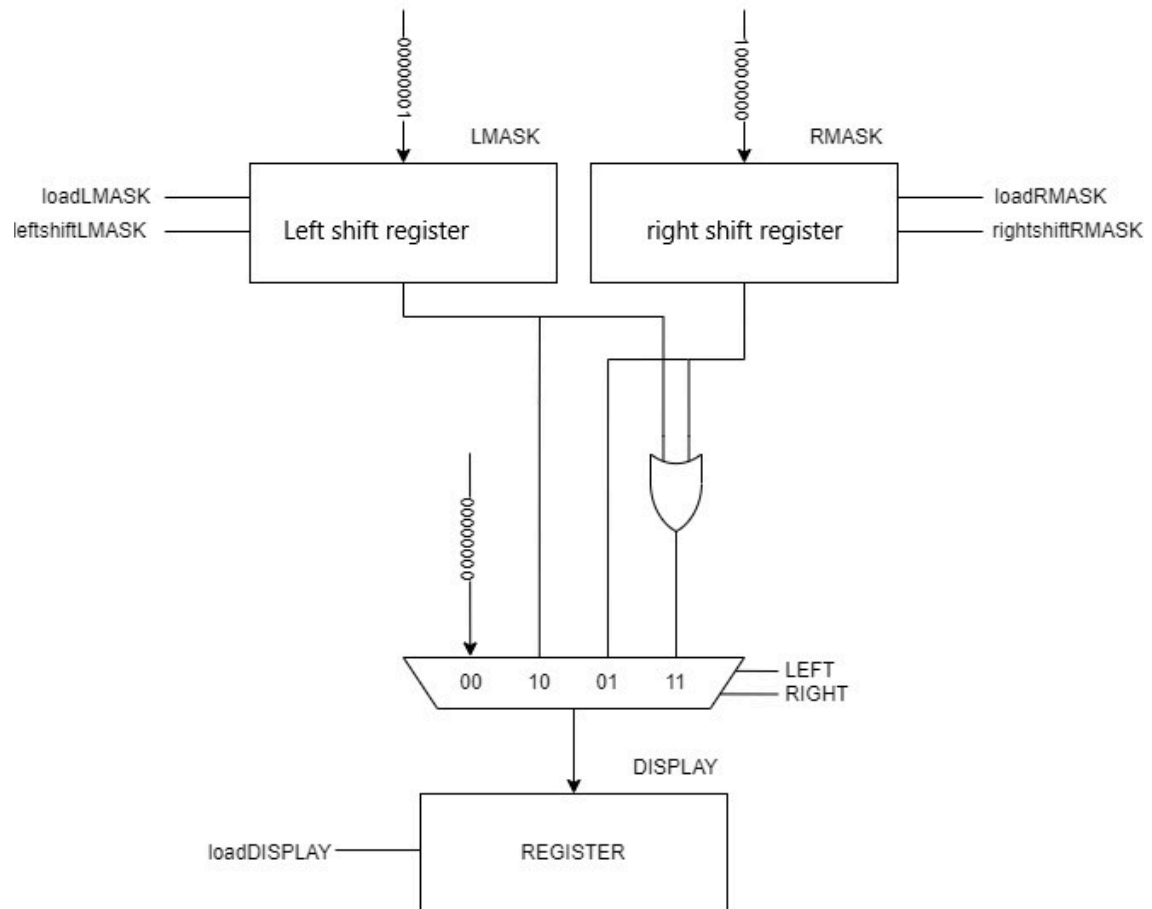 00000001
10000000
LMASK
RMASK
loadLMASK
loadRMASK
leftshiftLMASK
Left shift register
right shift register
rightshiftRMASK
00000000
00
10
01
11
LEFT
RIGHT
DISPLAY
loadDISPLAY
REGISTER